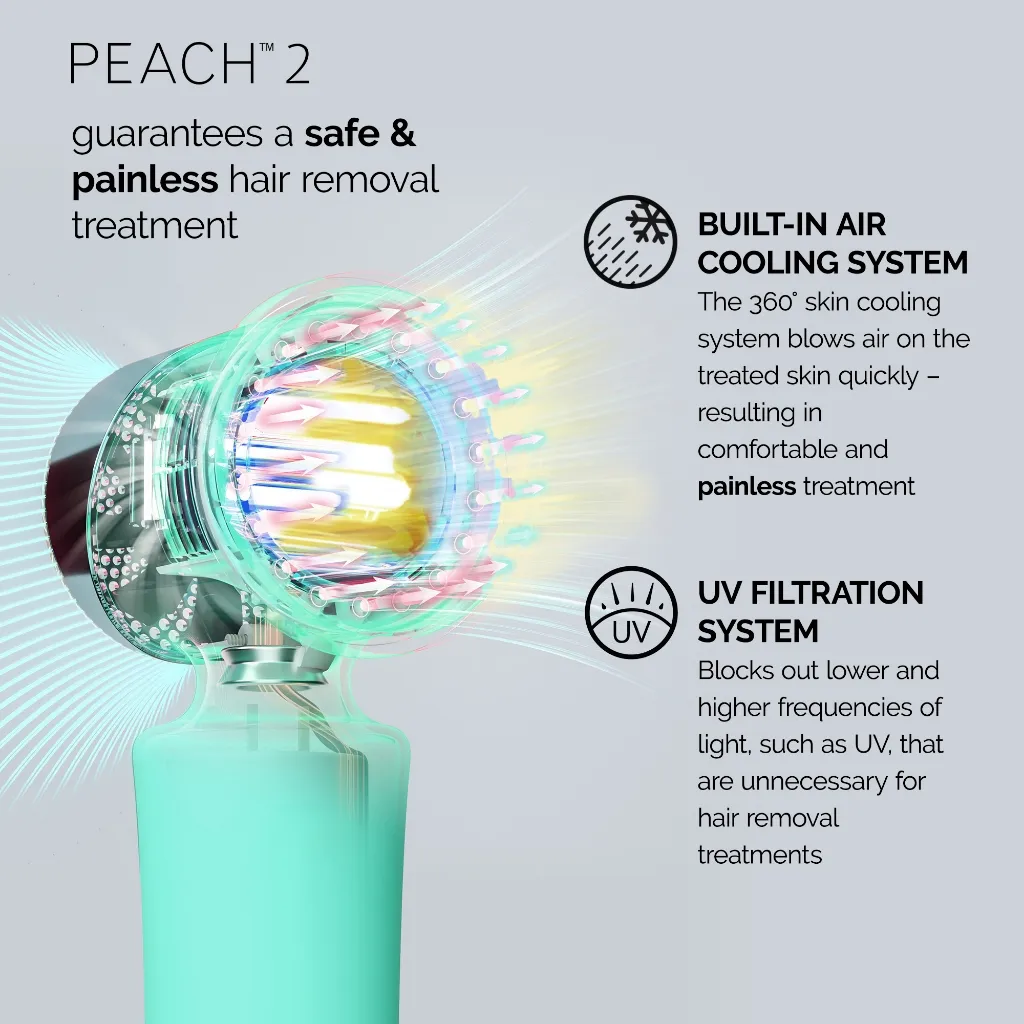 PEACH™ 2
guarantees a safe &
painless hair removal
treatment
BUILT-IN AIR
COOLING SYSTEM
The 360° skin cooling
system blows air on the
treated skin quickly –
resulting in
comfortable and
painless treatment
UV
UV FILTRATION
SYSTEM
Blocks out lower and
higher frequencies of
light, such as UV, that
are unnecessary for
hair removal
treatments